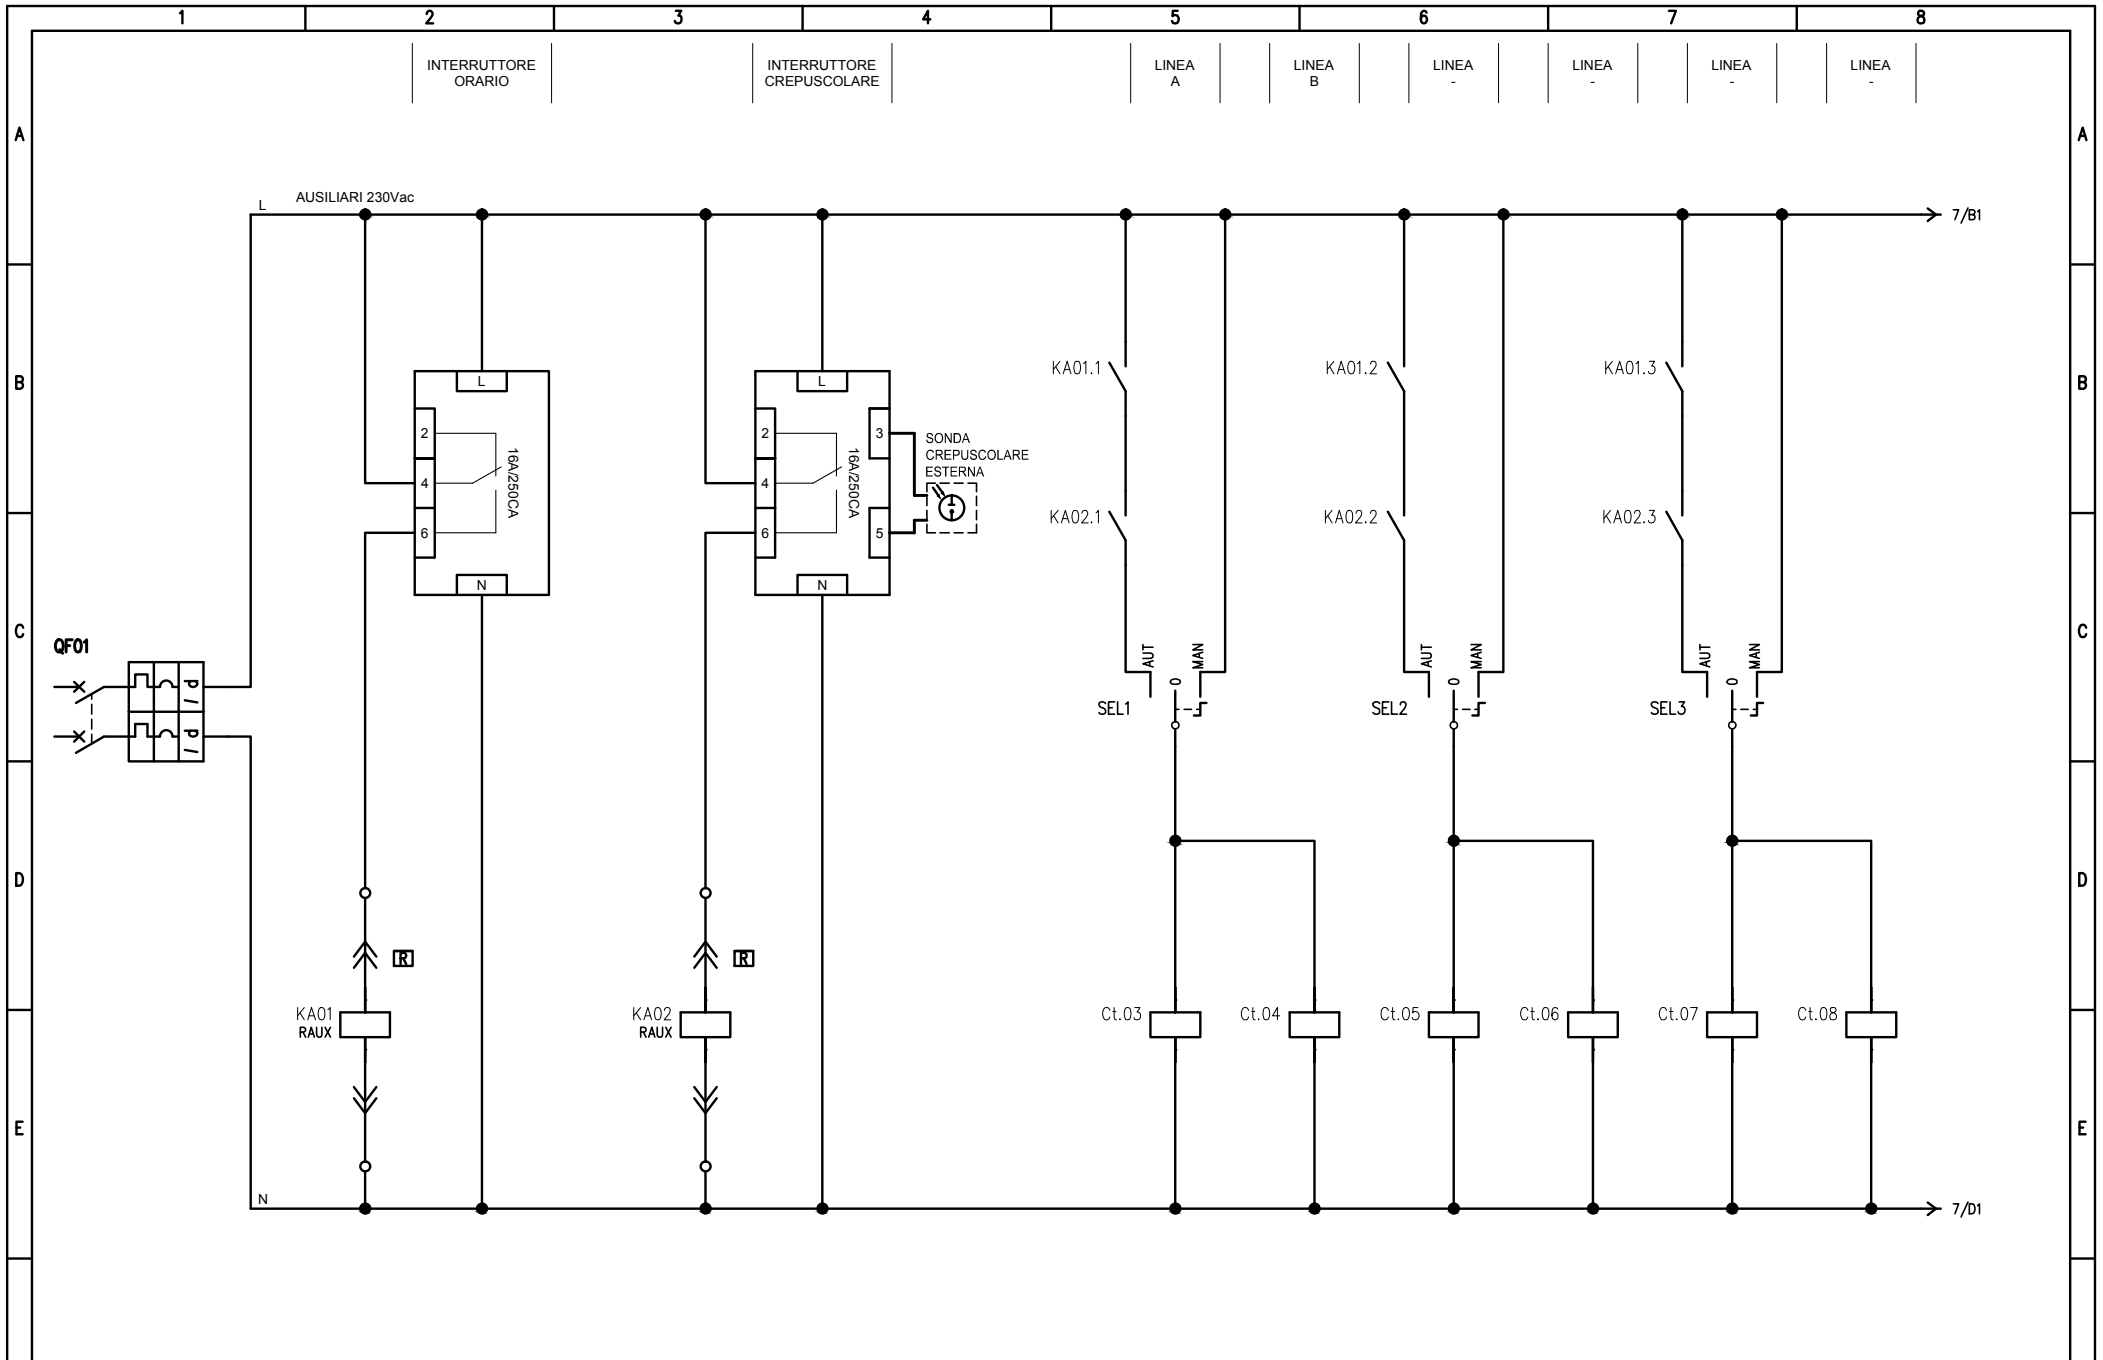 1 2 3 4 5 6 7 8
INTERRUTTORE
ORARIO
INTERRUTTORE
CREPUSCOLARE
LINEA
A
LINEA
B
LINEA
-
LINEA
-
LINEA
-
LINEA
-
A A
L
AUSILIARI 230Vac
7/B1
B B
L
2
4
6
16A/250CA
N
L
2
4
6
16A/250CA
3
5
N
SONDA
CREPUSCOLARE
ESTERNA
KA01.1
KA01.2
KA01.3
KA02.1
KA02.2
KA02.3
C C
QF01
I d
I d
AUT
0
MAN
SEL1
AUT
0
MAN
SEL2
AUT
0
MAN
SEL3
D D
R
R
KA01
RAUX
KA02
RAUX
Ct.03
Ct.04
Ct.05
Ct.06
Ct.07
Ct.08
E E
N
7/D1